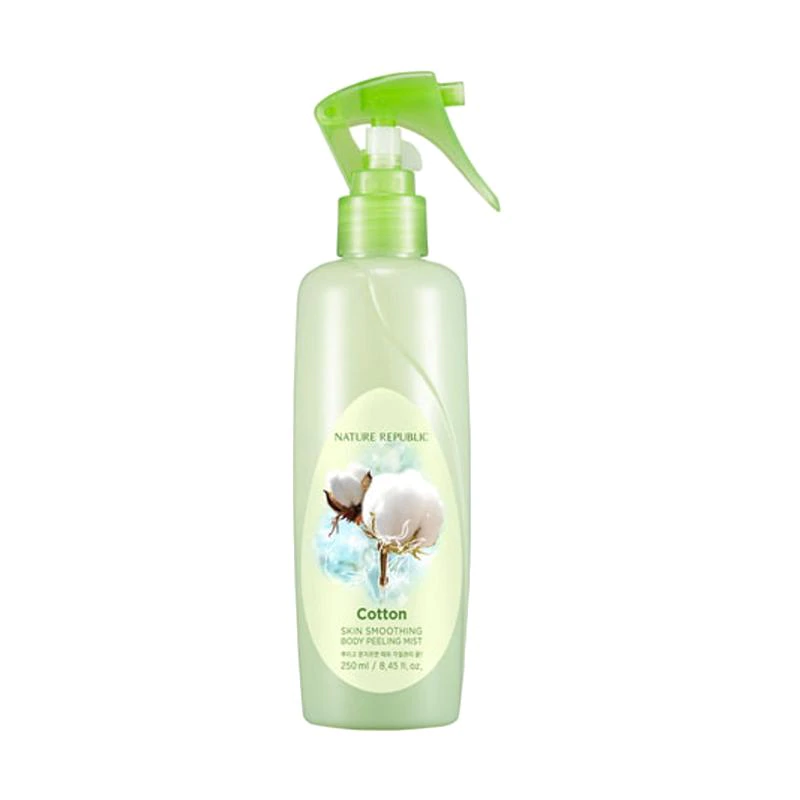 NATURE REPUBLIC
Cotton
SKIN SMOOTHING
BODY PEELING MIST
250 ml / 8.45 fl. oz.